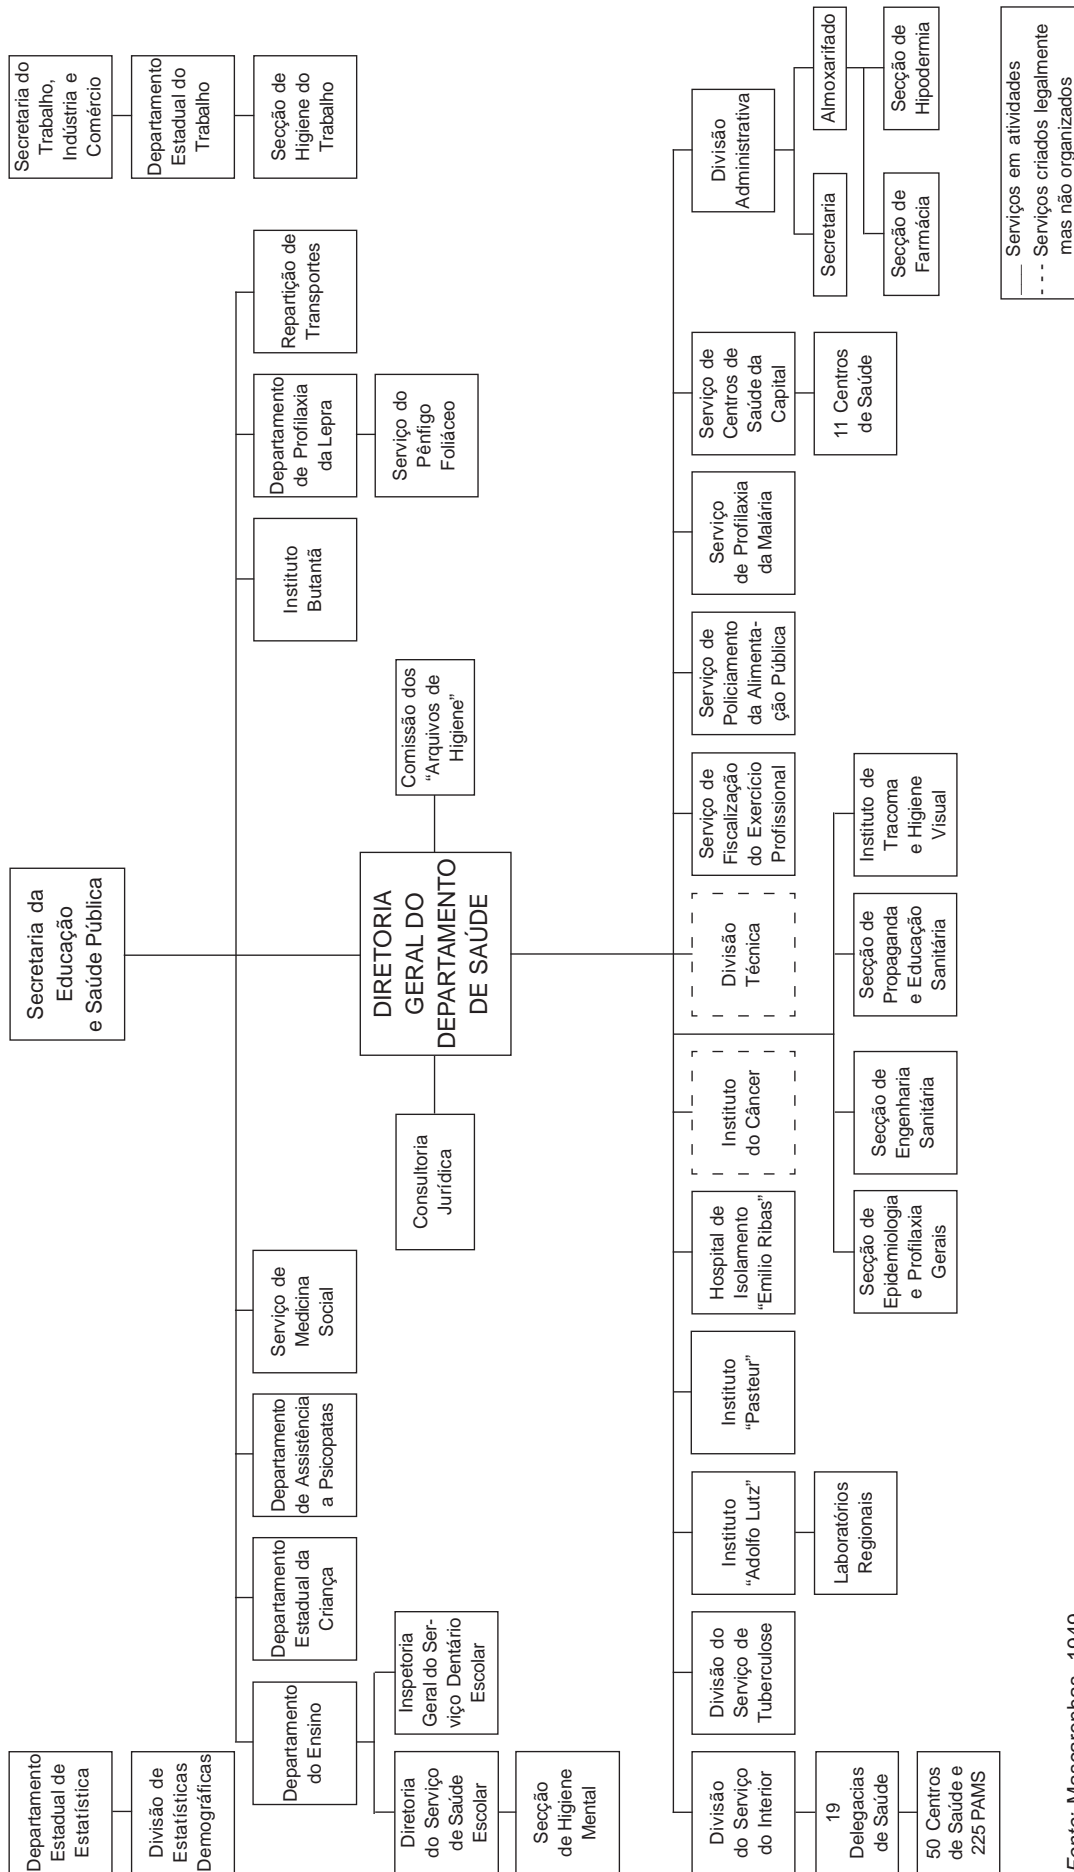 Departamento
Estadual de
Estatística
Divisão de
Estatísticas
Demográficas
Secretaria da
Educação
e Saúde Pública
Secretaria do
Trabalho,
Indústria e
Comércio
Departamento
Estadual do
Trabalho
Secção de
Higiene do
Trabalho
Departamento
do Ensino
Departamento
Estadual da
Criança
Departamento
de Assistência
a Psicopatas
Serviço de
Medicina
Social
Instituto
Butantã
Departamento
de Profilaxia
da Lepra
Repartição de
Transportes
Diretoria
do Serviço
de Saúde
Escolar
Inspetoria
Geral do Ser-
viço Dentário
Escolar
Secção
de Higiene
Mental
Serviço do
Pênfigo
Foliáceo
Consultoria
Jurídica
DIRETORIA
GERAL DO
DEPARTAMENTO
DE SAÚDE
Comissão dos
“Arquivos de
Higiene”
Divisão
do Serviço
do Interior
Divisão do
Serviço de
Tuberculose
Instituto
“Adolfo Lutz”
Instituto
“Pasteur”
Hospital de
Isolamento
“Emilio Ribas”
Instituto
do Câncer
Divisão
Técnica
Serviço de
Fiscalização
do Exercício
Profissional
Serviço de
Policiamento
da Alimenta-
ção Pública
Serviço
de Profilaxia
da Malária
Serviço de
Centros de
Saúde da
Capital
Divisão
Administrativa
19
Delegacias
de Saúde
50 Centros
de Saúde e
225 PAMS
Laboratórios
Regionais
Secção de
Epidemiologia
e Profilaxia
Gerais
Secção de
Engenharia
Sanitária
Secção de
Propaganda
e Educação
Sanitária
Instituto de
Tracoma
e Higiene
Visual
11 Centros
de Saúde
Secretaria
Almoxarifado
Secção de
Farmácia
Secção de
Hipodermia
Serviços em atividades
Serviços criados legalmente
mas não organizados
Fonte: Mascarenhas, 1949